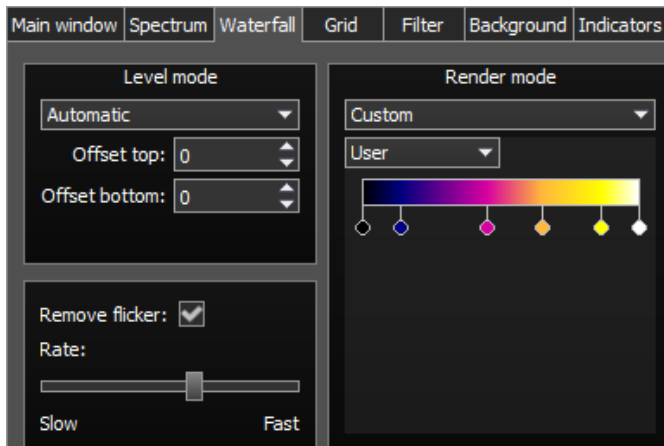 Main window Spectrum Waterfall Grid Filter Background Indicators
Level mode
Automatic
Offset top: 0
Offset bottom: 0
Remove flicker:
Rate:
Slow Fast
Render mode
Custom
User